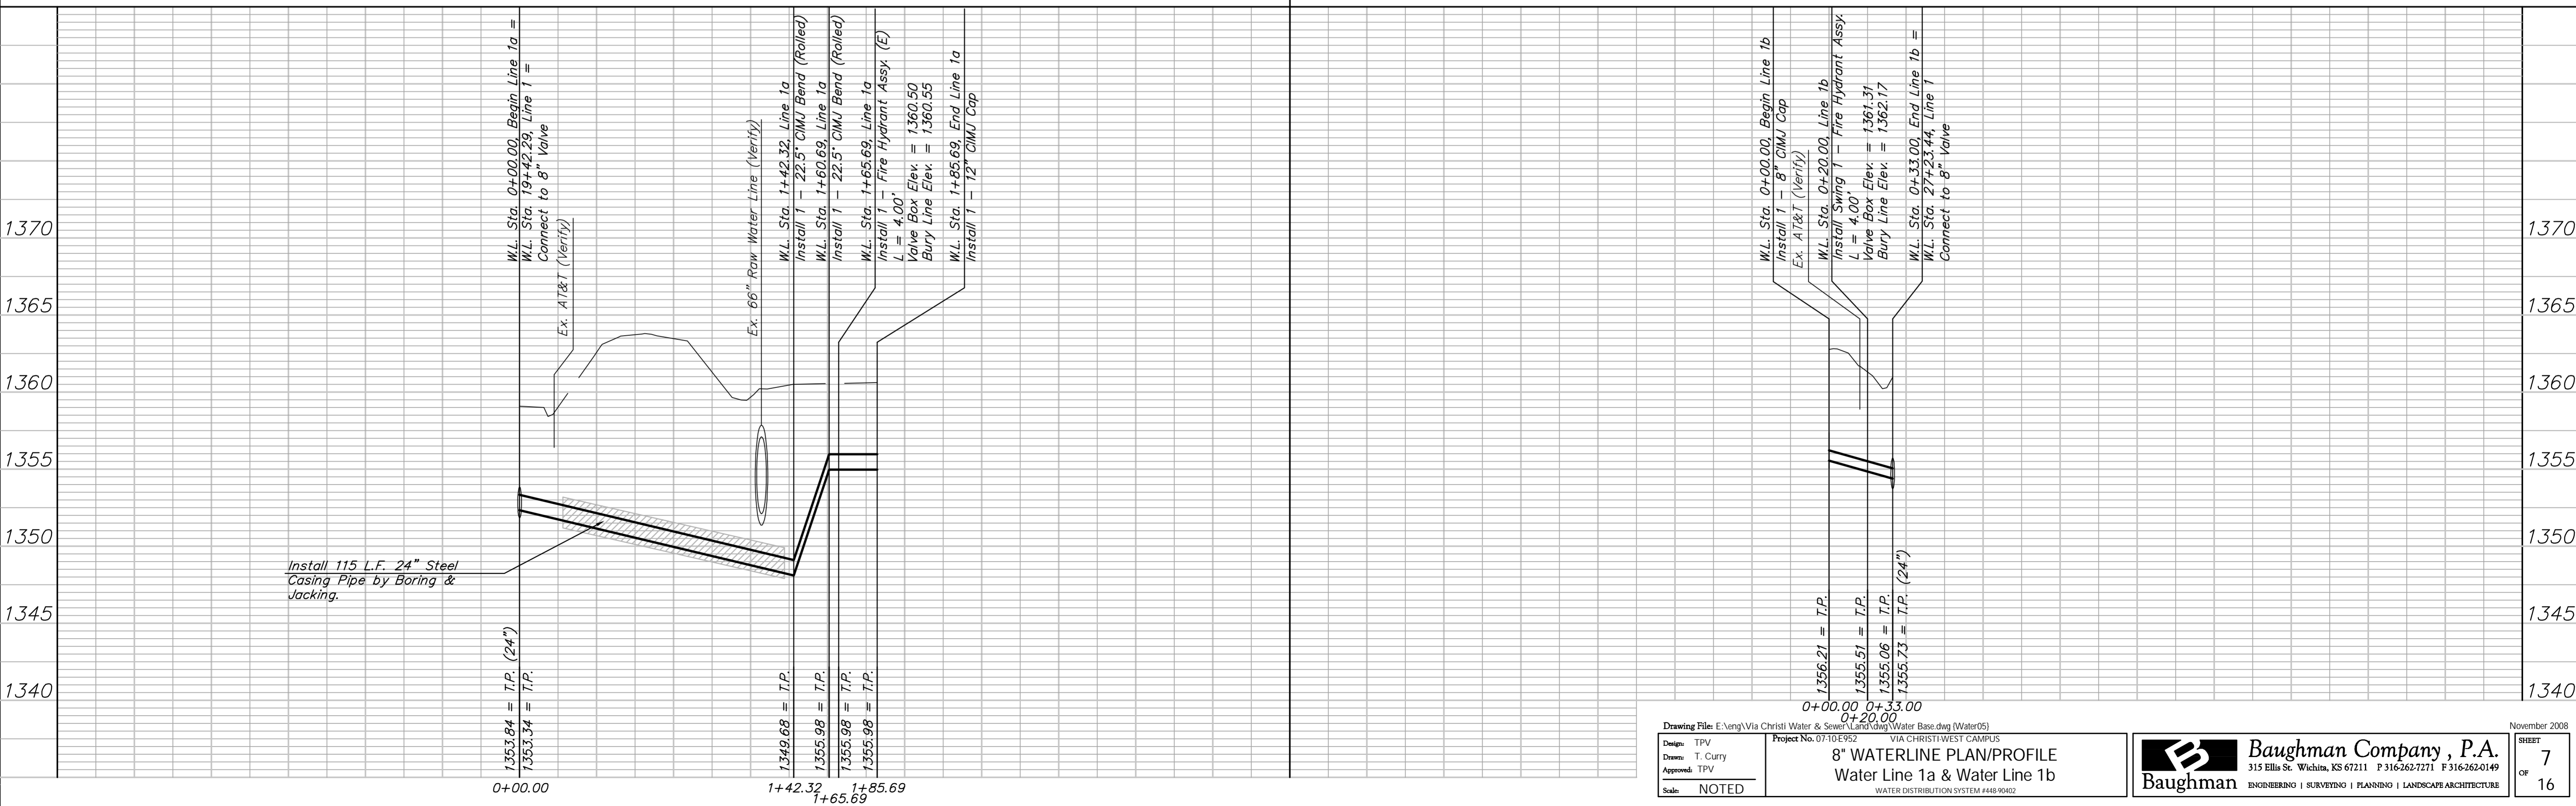 W.L. Sta. 0+00.00, Begin Line 1a =
W.L. Sta. 19+42.29, Line 1 =
Connect to 8" Valve
Ex. AT&T (Verify)
Ex. 66" Raw Water Line (Verify)
W.L. Sta. 1+42.32, Line 1a
Install 1 - 22.5° CIMJ Bend (Rolled)
W.L. Sta. 1+60.69, Line 1a
Install 1 - 22.5° CIMJ Bend (Rolled)
W.L. Sta. 1+65.69, Line 1a
Install 1 - Fire Hydrant Assy. (E)
L = 4.00'
Valve Box Elev. = 1360.50
Bury Line Elev. = 1360.55
W.L. Sta. 1+85.69, End Line 1a
Install 1 - 12" CIMJ Cap
W.L. Sta. 0+00.00, Begin Line 1b
Install 1 - 8" CIMJ Cap
Ex. AT&T (Verify)
W.L. Sta. 0+20.00, Line 1b
Install Swing 1 - Fire Hydrant Assy.
L = 4.00'
Valve Box Elev. = 1361.31
Bury Line Elev. = 1362.17
W.L. Sta. 0+33.00, End Line 1b =
W.L. Sta. 27+23.44, Line 1
Connect to 8" Valve
1370
1365
1360
1355
1350
1345
1340
1370
1365
1360
1355
1350
1345
1340
Install 115 L.F. 24" Steel
Casing Pipe by Boring &
Jacking.
1353.84 = T.P. (24")
1353.34 = T.P.
1349.68 = T.P.
1355.98 = T.P.
1355.98 = T.P.
1355.98 = T.P.
0+00.00
1+42.32
1+65.69
1+85.69
1356.21 = T.P.
1355.51 = T.P.
1355.06 = T.P.
1355.73 = T.P. (24")
0+00.00
0+20.00
0+33.00
Drawing File: E:\eng\Via Christi Water & Sewer\Land\dwg\Water Base.dwg (Water05)
November 2008
Design: TPV
Drawn: T. Curry
Approved: TPV
Scale: NOTED
Project No. 07-10-E952 VIA CHRISTI-WEST CAMPUS
8" WATERLINE PLAN/PROFILE
Water Line 1a & Water Line 1b
WATER DISTRIBUTION SYSTEM #448-90402
Baughman
Baughman Company, P.A.
315 Ellis St. Wichita, KS 67211 P 316-262-7271 F 316-262-0149
ENGINEERING | SURVEYING | PLANNING | LANDSCAPE ARCHITECTURE
SHEET
7
OF
16